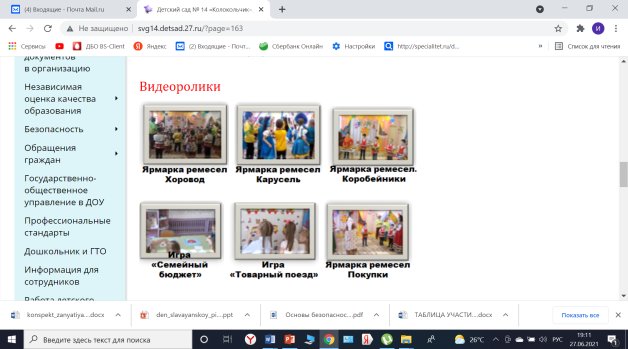 (4) Входящие - Почта Mail.ru
Детский сад № 14 «Колокольчик»
Не защищено | svg14.detsad.27.ru/?page=163
Сервисы
ДБО BS-Client
Яндекс
(2) Входящие - Почт...
Сбербанк Онлайн
Настройки
http://specialitet.ru/d...
Список для чтения
документов
в организацию
Независимая
оценка качества
образования
Безопасность
Обращения
граждан
Государственно-
общественное
управление в ДОУ
Профессиональные
стандарты
Дошкольник и ГТО
Информация для
сотрудников
Работа детского
Видеоролики
Ярмарка ремесел
Хоровод
Ярмарка ремесел
Карусель
Ярмарка ремесел.
Коробейники
Игра
«Семейный
бюджет»
Игра
«Товарный поезд»
Ярмарка ремесел
Покупки
konspekt_zanyatiya....docx
den_slavayanskoy_pi....ppt
Основы безопаснос....pdf
ТАБЛИЦА УЧАСТИ....docx
Показать все
Введите здесь текст для поиска
26°C
РУС
19:11
27.06.2021